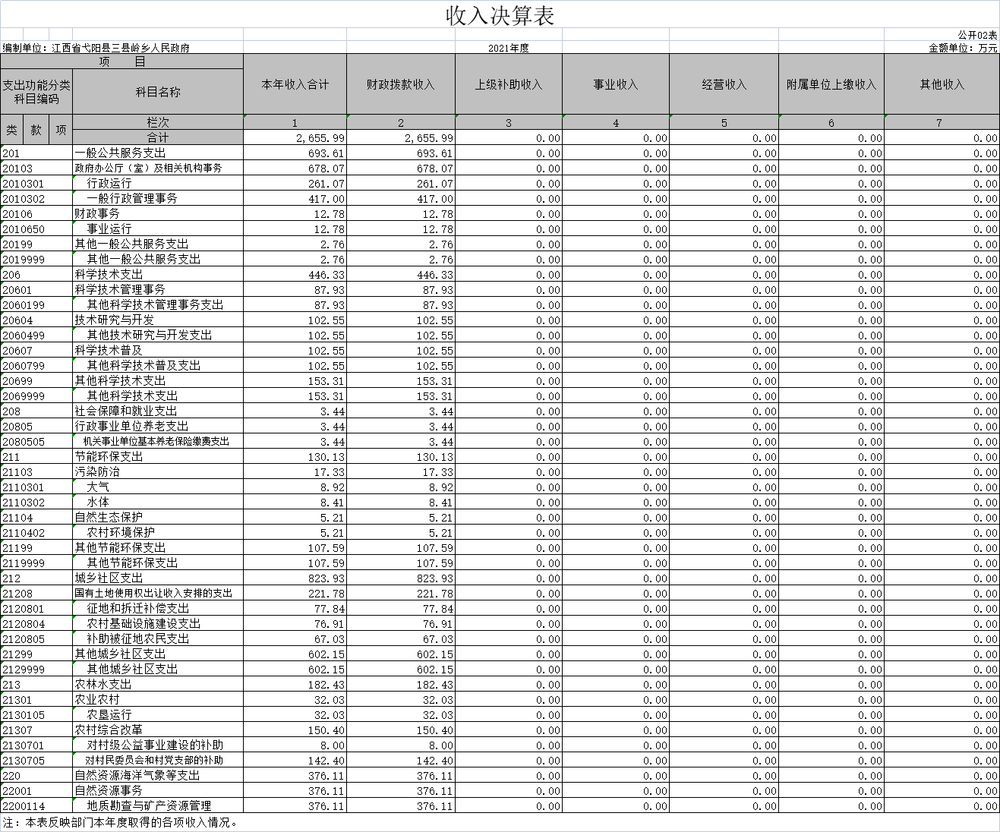 收入决算表
公开02表
编制单位：江西省弋阳县三县岭乡人民政府 2021年度 金额单位：万元
项 目 本年收入合计 财政拨款收入 上级补助收入 事业收入 经营收入 附属单位上缴收入 其他收入
支出功能分类科目编码 科目名称
类 款 项 栏次 1 2 3 4 5 6 7
合计 2,655.99 2,655.99 0.00 0.00 0.00 0.00 0.00
201 一般公共服务支出 693.61 693.61 0.00 0.00 0.00 0.00 0.00
20103 政府办公厅（室）及相关机构事务 678.07 678.07 0.00 0.00 0.00 0.00 0.00
2010301 行政运行 261.07 261.07 0.00 0.00 0.00 0.00 0.00
2010302 一般行政管理事务 417.00 417.00 0.00 0.00 0.00 0.00 0.00
20106 财政事务 12.78 12.78 0.00 0.00 0.00 0.00 0.00
2010650 事业运行 12.78 12.78 0.00 0.00 0.00 0.00 0.00
20199 其他一般公共服务支出 2.76 2.76 0.00 0.00 0.00 0.00 0.00
2019999 其他一般公共服务支出 2.76 2.76 0.00 0.00 0.00 0.00 0.00
206 科学技术支出 446.33 446.33 0.00 0.00 0.00 0.00 0.00
20601 科学技术管理事务 87.93 87.93 0.00 0.00 0.00 0.00 0.00
2060199 其他科学技术管理事务支出 87.93 87.93 0.00 0.00 0.00 0.00 0.00
20604 技术研究与开发 102.55 102.55 0.00 0.00 0.00 0.00 0.00
2060499 其他技术研究与开发支出 102.55 102.55 0.00 0.00 0.00 0.00 0.00
20607 科学技术普及 102.55 102.55 0.00 0.00 0.00 0.00 0.00
2060799 其他科学技术普及支出 102.55 102.55 0.00 0.00 0.00 0.00 0.00
20699 其他科学技术支出 153.31 153.31 0.00 0.00 0.00 0.00 0.00
2069999 其他科学技术支出 153.31 153.31 0.00 0.00 0.00 0.00 0.00
208 社会保障和就业支出 3.44 3.44 0.00 0.00 0.00 0.00 0.00
20805 行政事业单位养老支出 3.44 3.44 0.00 0.00 0.00 0.00 0.00
2080505 机关事业单位基本养老保险缴费支出 3.44 3.44 0.00 0.00 0.00 0.00 0.00
211 节能环保支出 130.13 130.13 0.00 0.00 0.00 0.00 0.00
21103 污染防治 17.33 17.33 0.00 0.00 0.00 0.00 0.00
2110301 大气 8.92 8.92 0.00 0.00 0.00 0.00 0.00
2110302 水体 8.41 8.41 0.00 0.00 0.00 0.00 0.00
21104 自然生态保护 5.21 5.21 0.00 0.00 0.00 0.00 0.00
2110402 农村环境保护 5.21 5.21 0.00 0.00 0.00 0.00 0.00
21199 其他节能环保支出 107.59 107.59 0.00 0.00 0.00 0.00 0.00
2119999 其他节能环保支出 107.59 107.59 0.00 0.00 0.00 0.00 0.00
212 城乡社区支出 823.93 823.93 0.00 0.00 0.00 0.00 0.00
21208 国有土地使用权出让收入安排的支出 221.78 221.78 0.00 0.00 0.00 0.00 0.00
2120801 征地和拆迁补偿支出 77.84 77.84 0.00 0.00 0.00 0.00 0.00
2120804 农村基础设施建设支出 76.91 76.91 0.00 0.00 0.00 0.00 0.00
2120805 补助被征地农民支出 67.03 67.03 0.00 0.00 0.00 0.00 0.00
21299 其他城乡社区支出 602.15 602.15 0.00 0.00 0.00 0.00 0.00
2129999 其他城乡社区支出 602.15 602.15 0.00 0.00 0.00 0.00 0.00
213 农林水支出 182.43 182.43 0.00 0.00 0.00 0.00 0.00
21301 农业农村 32.03 32.03 0.00 0.00 0.00 0.00 0.00
2130105 农垦运行 32.03 32.03 0.00 0.00 0.00 0.00 0.00
21307 农村综合改革 150.40 150.40 0.00 0.00 0.00 0.00 0.00
2130701 对村级公益事业建设的补助 8.00 8.00 0.00 0.00 0.00 0.00 0.00
2130705 对村民委员会和村党支部的补助 142.40 142.40 0.00 0.00 0.00 0.00 0.00
220 自然资源海洋气象等支出 376.11 376.11 0.00 0.00 0.00 0.00 0.00
22001 自然资源事务 376.11 376.11 0.00 0.00 0.00 0.00 0.00
2200114 地质勘查与矿产资源管理 376.11 376.11 0.00 0.00 0.00 0.00 0.00
注：本表反映部门本年度取得的各项收入情况。